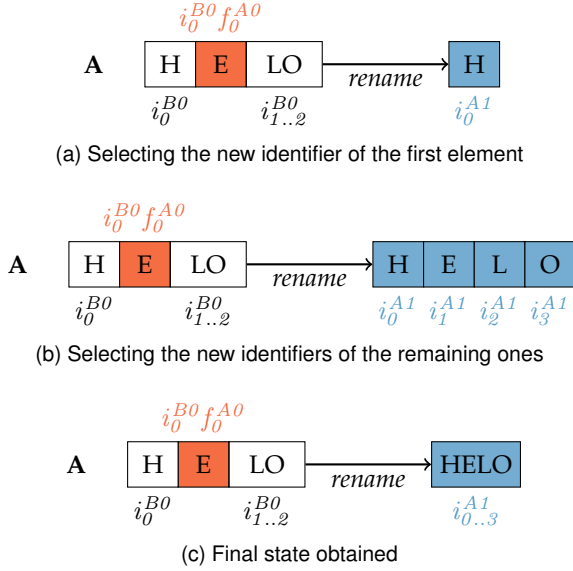 i_0^{B0} f_0^{A0}
A H E LO rename H
i_0^{B0} i_{1..2}^{B0} i_0^{A1}
(a) Selecting the new identifier of the first element
i_0^{B0} f_0^{A0}
A H E LO rename H E L O
i_0^{B0} i_{1..2}^{B0} i_0^{A1} i_1^{A1} i_2^{A1} i_3^{A1}
(b) Selecting the new identifiers of the remaining ones
i_0^{B0} f_0^{A0}
A H E LO rename HELO
i_0^{B0} i_{1..2}^{B0} i_{0..3}^{A1}
(c) Final state obtained